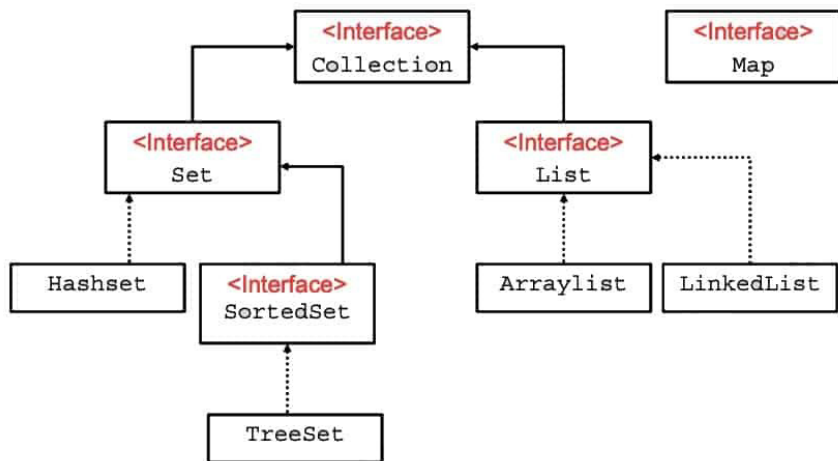 <Interface>
Collection
<Interface>
Map
<Interface>
Set
<Interface>
List
Hashset
<Interface>
SortedSet
Arraylist
LinkedList
TreeSet